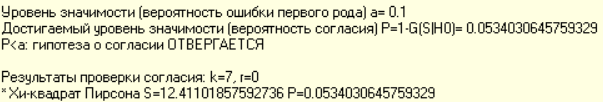 Уровень значимости (вероятность ошибки первого рода) a= 0.1
Достигаемый уровень значимости (вероятность согласия) P=1-G(S|H0)= 0.0534030645759329
P<a: гипотеза о согласии ОТВЕРГАЕТСЯ
Результаты проверки согласия: k=7, r=0
*Хи-квадрат Пирсона S=12.41101857592736 P=0.0534030645759329